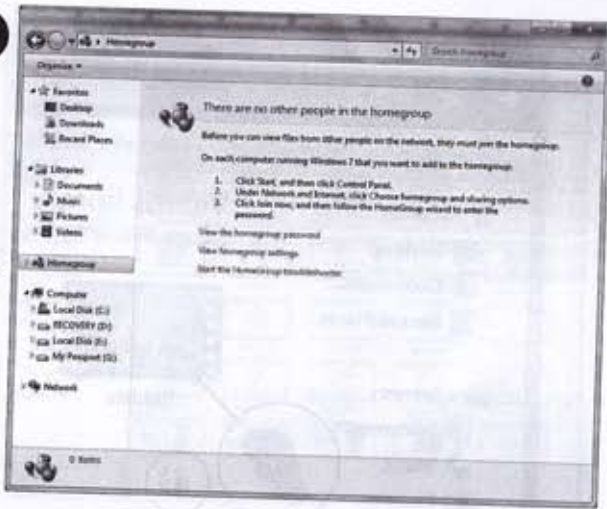 Homegroup
Search Homegroup
Organize
Favorites
Desktop
Downloads
Recent Places
Libraries
Documents
Music
Pictures
Videos
Homegroup
Computer
Local Disk (C:)
RECOVERY (D:)
Local Disk (F:)
My Passport (G:)
Network
There are no other people in the homegroup
Before you can view files from other people on the network, they must join the homegroup.
On each computer running Windows 7 that you want to add to the homegroup:
1. Click Start, and then click Control Panel.
2. Under Network and Internet, click Choose homegroup and sharing options.
3. Click Join now, and then follow the HomeGroup wizard to enter the
password.
View the homegroup password
View homegroup settings
Start the HomeGroup troubleshooter
0 items